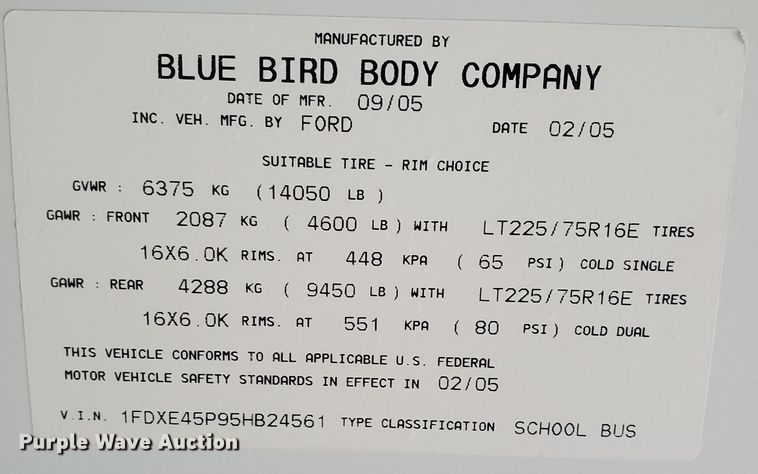 MANUFACTURED BY
BLUE BIRD BODY COMPANY
DATE OF MFR. 09/05
INC. VEH. MFG. BY FORD DATE 02/05
SUITABLE TIRE - RIM CHOICE
GVWR : 6375 KG (14050 LB )
GAWR : FRONT 2087 KG ( 4600 LB ) WITH LT225/75R16E TIRES
16X6.0K RIMS. AT 448 KPA ( 65 PSI ) COLD SINGLE
GAWR : REAR 4288 KG ( 9450 LB ) WITH LT225/75R16E TIRES
16X6.0K RIMS. AT 551 KPA ( 80 PSI ) COLD DUAL
THIS VEHICLE CONFORMS TO ALL APPLICABLE U.S. FEDERAL
MOTOR VEHICLE SAFETY STANDARDS IN EFFECT IN 02/05
V.I.N. 1FDXE45P95HB24561 TYPE CLASSIFICATION SCHOOL BUS
Purple Wave Auction